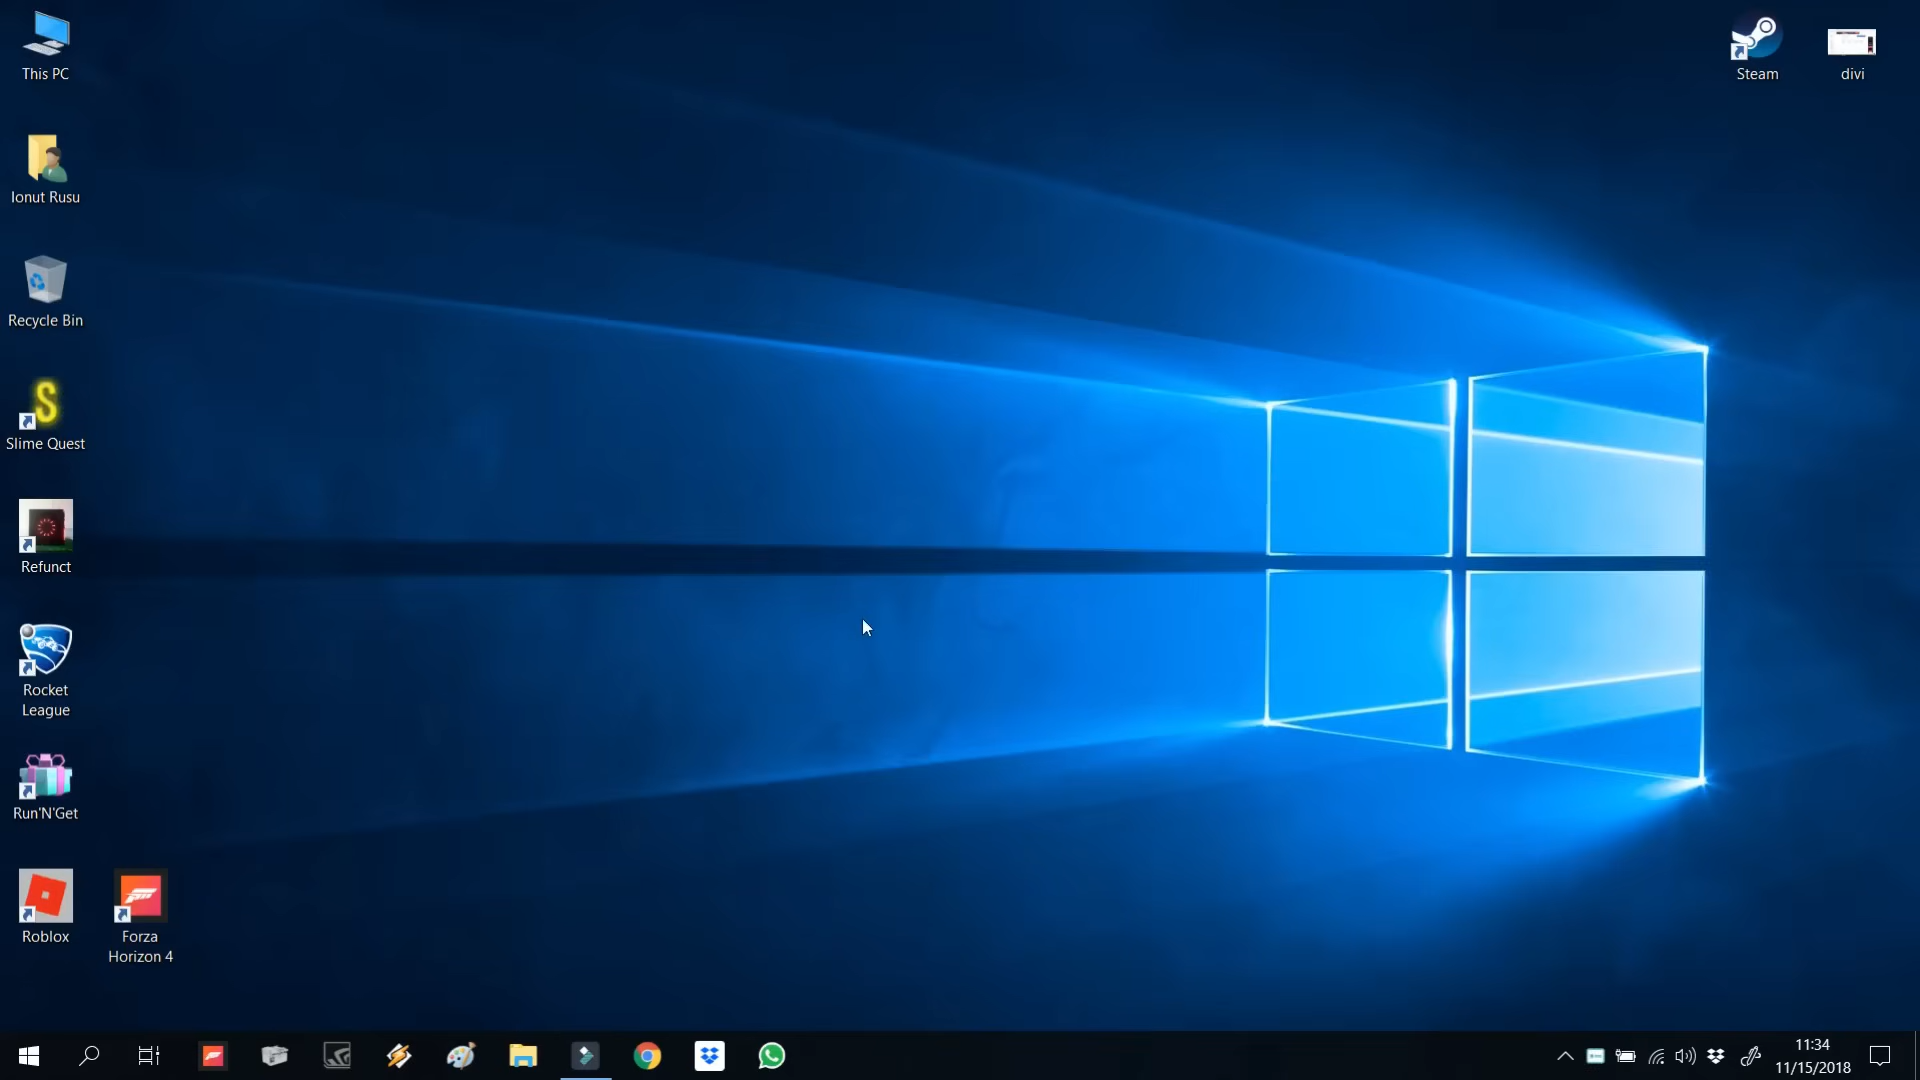 This PC
Ionut Rusu
Recycle Bin
Slime Quest
Refunct
Rocket
League
Run'N'Get
Roblox
Forza
Horizon 4
Steam
divi
11:34
11/15/2018